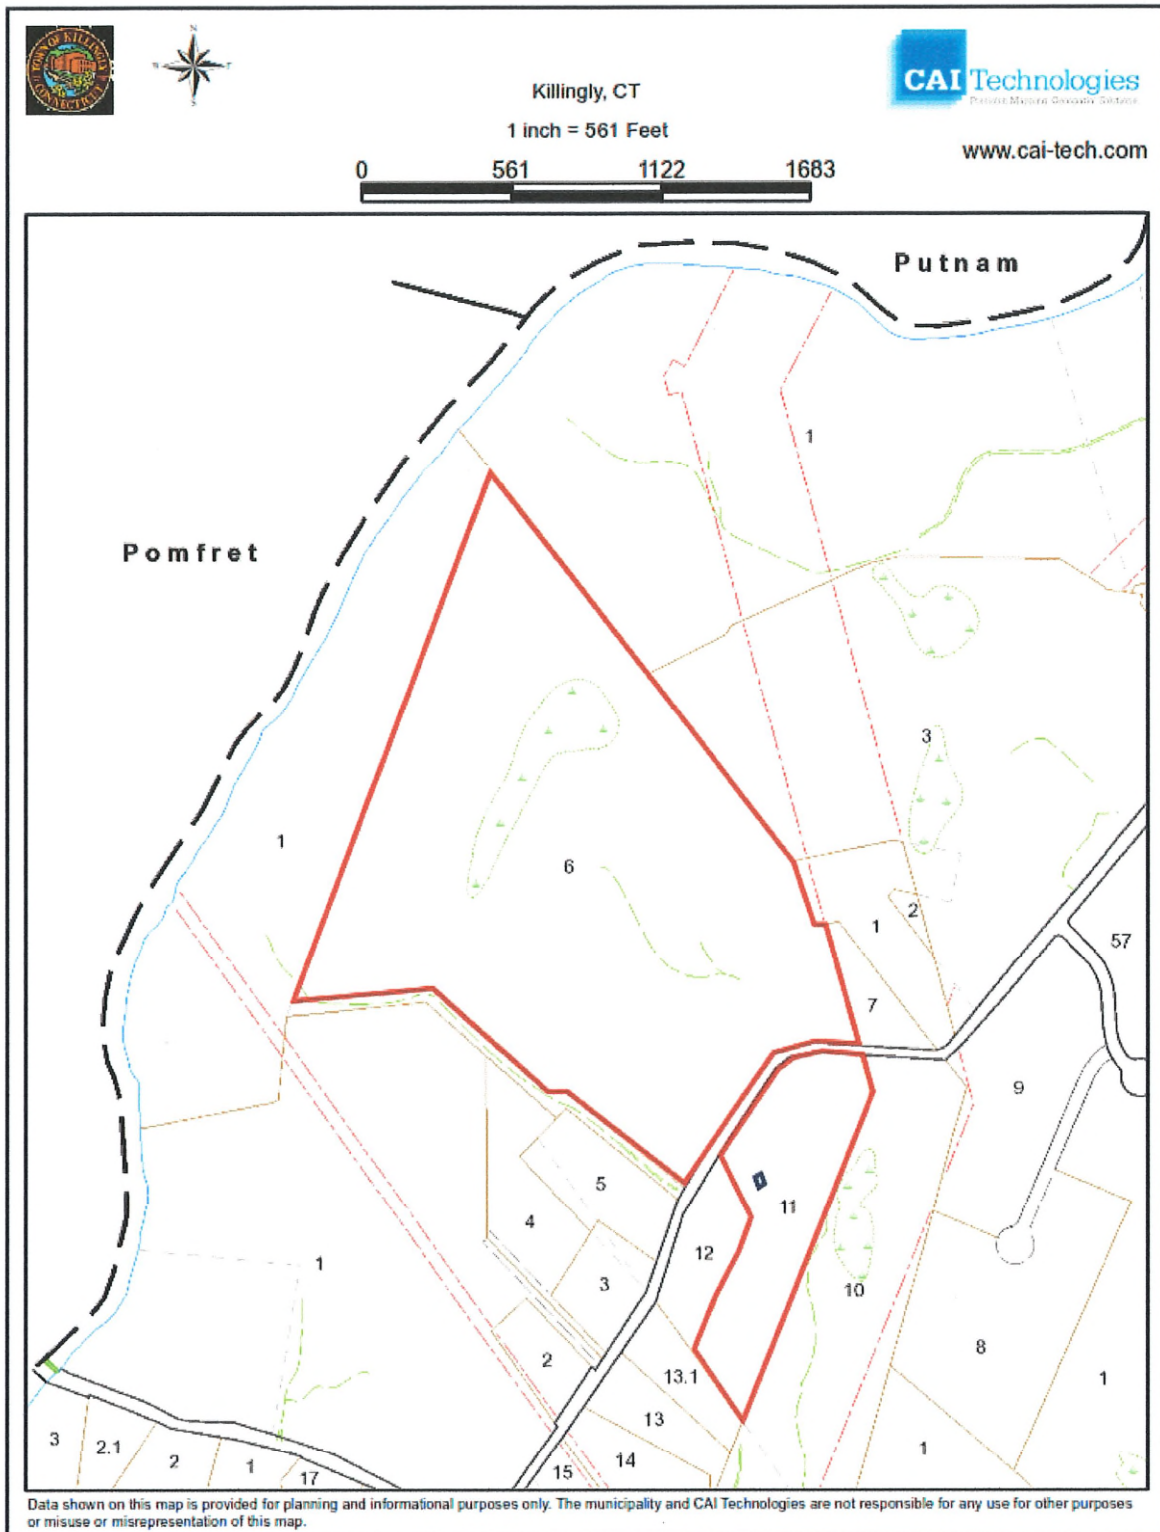 TOWN OF KILLINGLY
CONNECTICUT
N
S
Killingly, CT
1 inch = 561 Feet
CAI Technologies
www.cai-tech.com
0 561 1122 1683
Putnam
1
Pomfret
3
1
6
2
1
57
7
9
5
11
4
12
1
3
10
8
2
13.1
1
13
3
2.1
2
1
17
15
14
1
Data shown on this map is provided for planning and informational purposes only. The municipality and CAI Technologies are not responsible for any use for other purposes
or misuse or misrepresentation of this map.